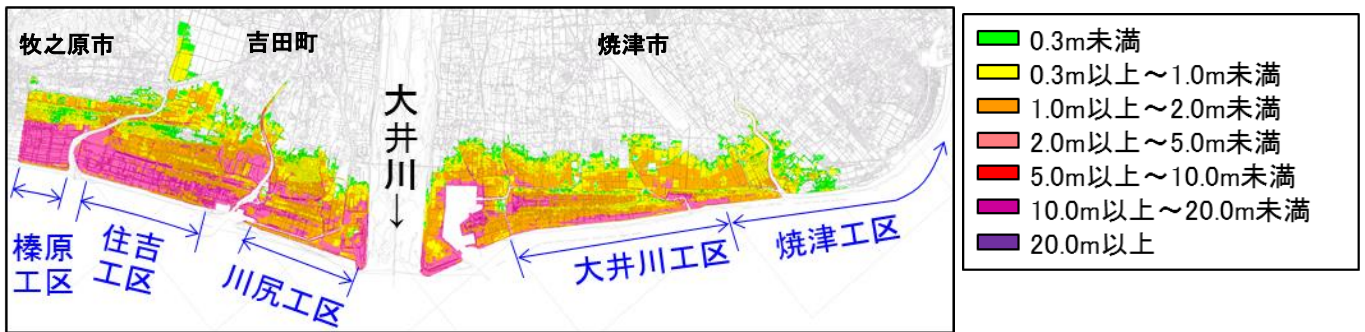 牧之原市
吉田町
焼津市
大井川→
榛原
工区
住吉
工区
川尻工区
大井川工区
焼津工区
0.3m未満
0.3m以上～1.0m未満
1.0m以上～2.0m未満
2.0m以上～5.0m未満
5.0m以上～10.0m未満
10.0m以上～20.0m未満
20.0m以上